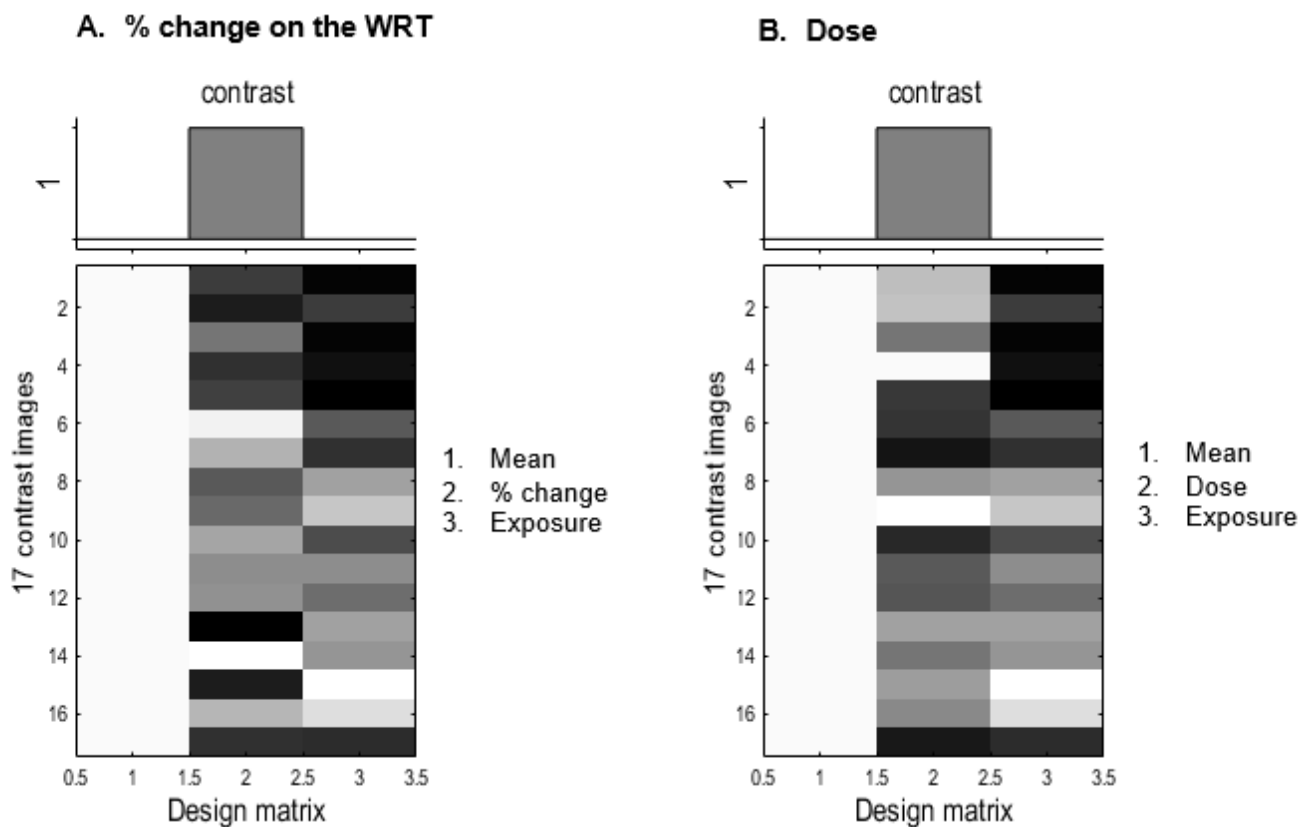 A. % change on the WRT
contrast
1
17 contrast images
2
4
6
8
10
12
14
16
0.5 1 1.5 2 2.5 3 3.5
Design matrix
1. Mean
2. % change
3. Exposure
B. Dose
contrast
1
17 contrast images
2
4
6
8
10
12
14
16
0.5 1 1.5 2 2.5 3 3.5
Design matrix
1. Mean
2. Dose
3. Exposure